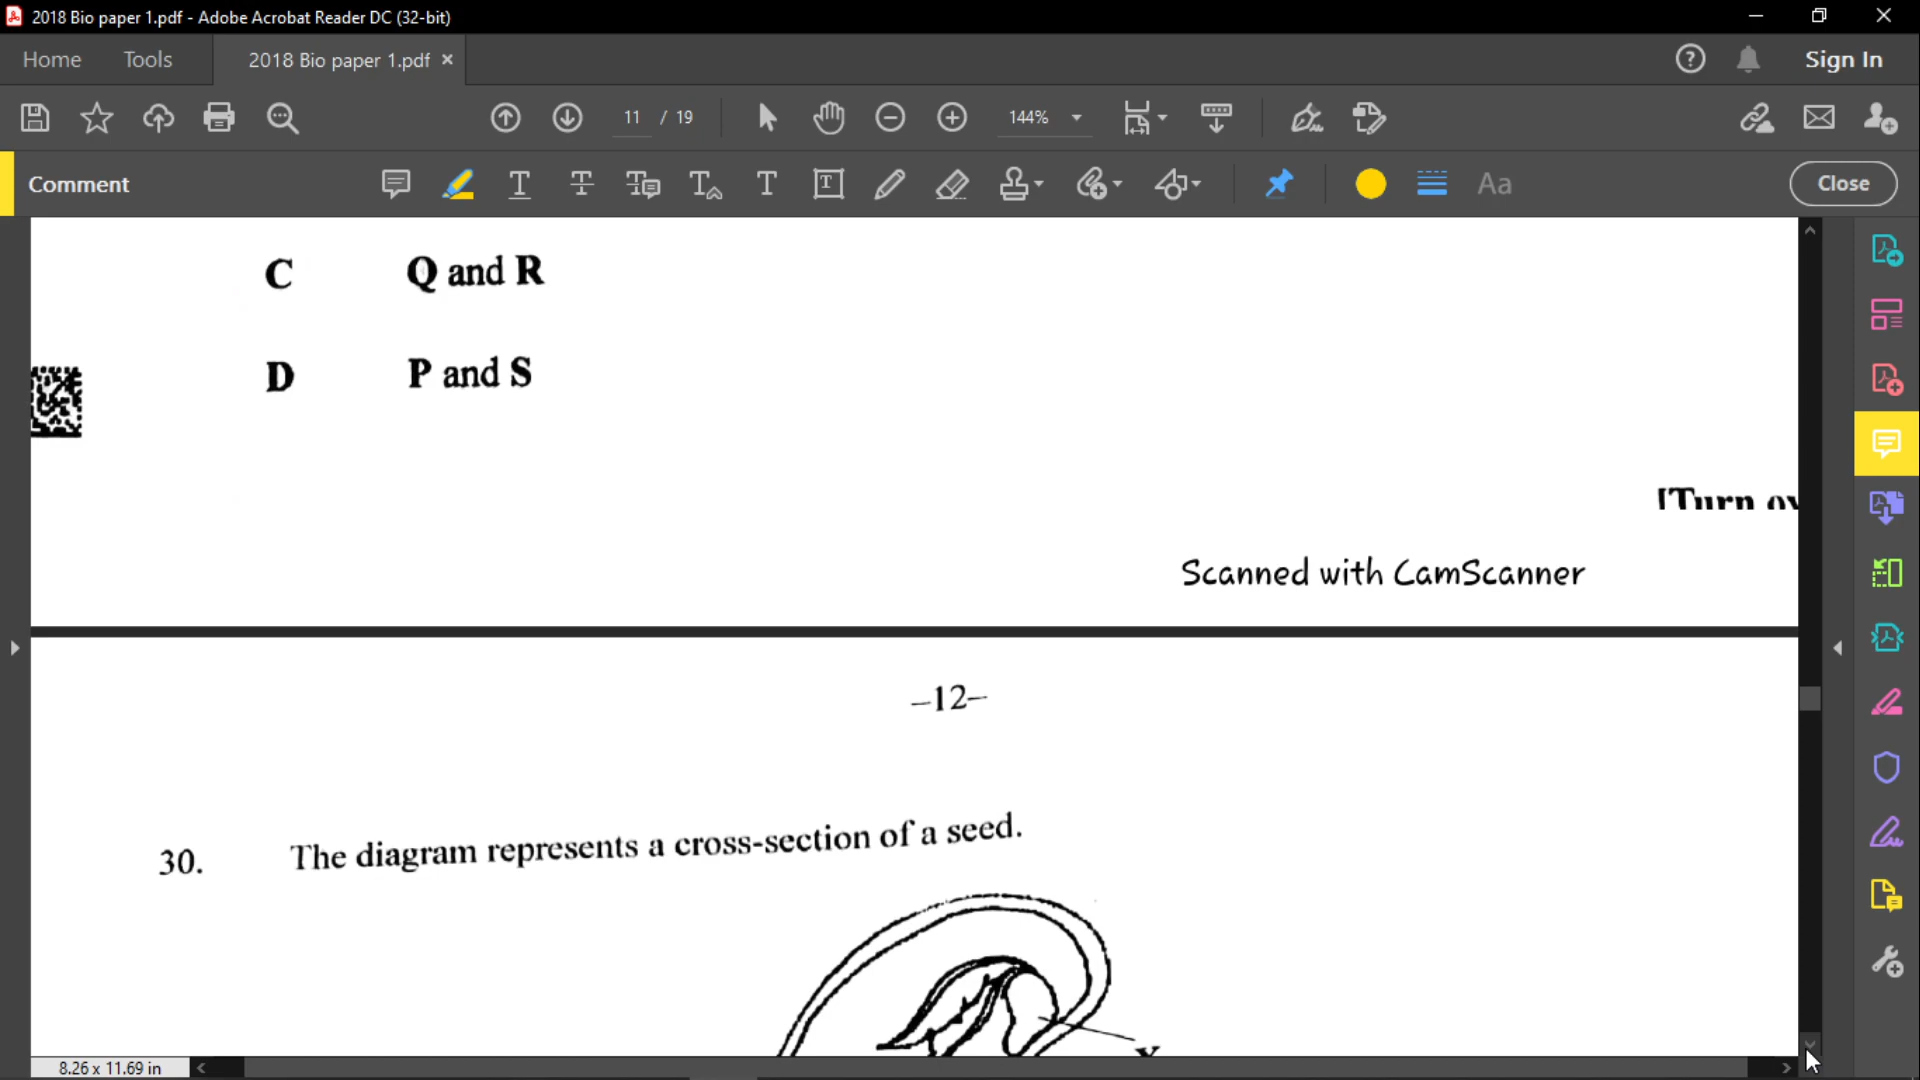 2018 Bio paper 1.pdf - Adobe Acrobat Reader DC (32-bit)
Home Tools 2018 Bio paper 1.pdf × Sign In
11 / 19 144%
Comment Aa Close
C Q and R
D P and S
[Turn ov
Scanned with CamScanner
–12–
30. The diagram represents a cross-section of a seed.
8.26 x 11.69 in